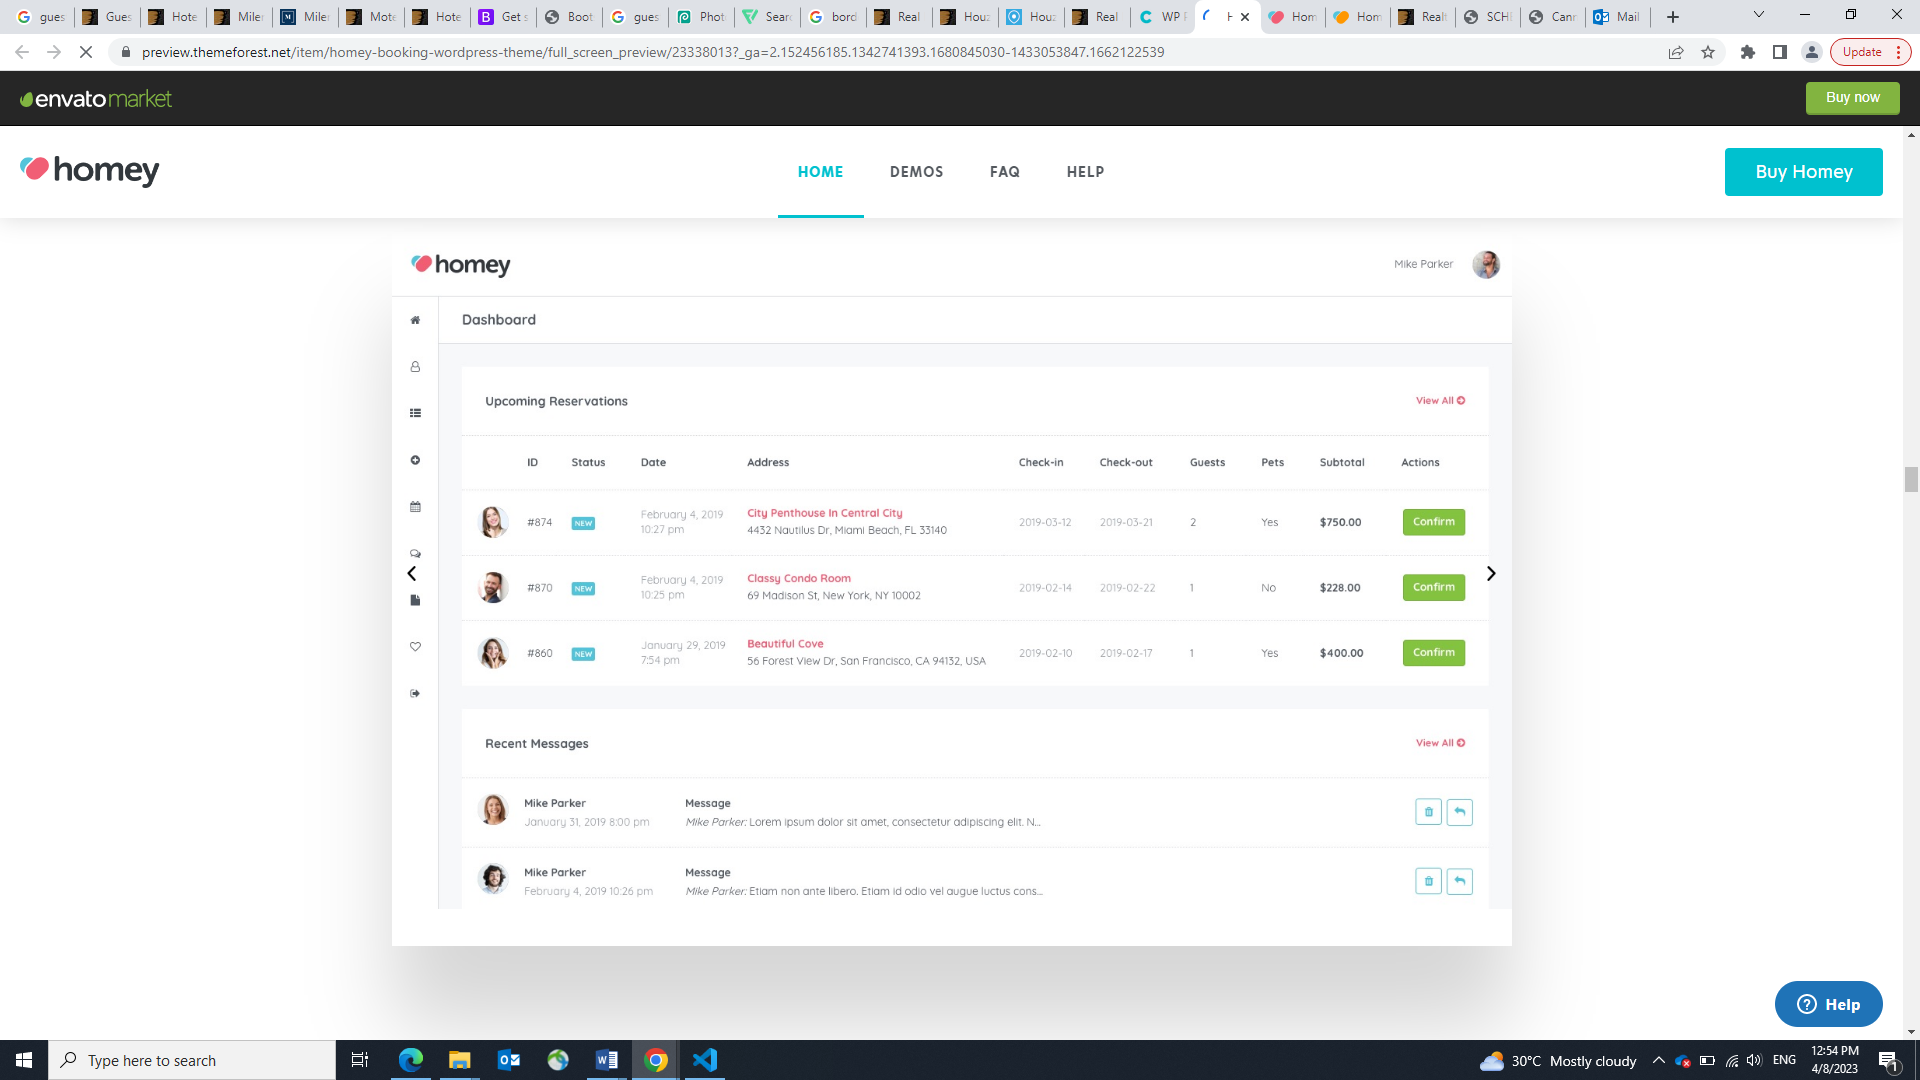 gues
Gues
Hote
Miler
Miler
Mote
Hote
Get s
Boot
gues
Phot
Searc
bord
Real
Houz
Houz
Real
WP R
H
Hom
Hom
Realt
SCHE
Cann
Mail
preview.themeforest.net/item/homey-booking-wordpress-theme/full_screen_preview/23338013?_ga=2.152456185.1342741393.1680845030-1433053847.1662122539
Update
envatomarket
Buy now
homey
HOME DEMOS FAQ HELP
Buy Homey
homey
Mike Parker
Dashboard
Upcoming Reservations
View All
ID Status Date Address Check-in Check-out Guests Pets Subtotal Actions
#874 NEW February 4, 2019 10:27 pm City Penthouse In Central City 4432 Nautilus Dr, Miami Beach, FL 33140 2019-03-12 2019-03-21 2 Yes $750.00 Confirm
#870 NEW February 4, 2019 10:25 pm Classy Condo Room 69 Madison St, New York, NY 10002 2019-02-14 2019-02-22 1 No $228.00 Confirm
#860 NEW January 29, 2019 7:54 pm Beautiful Cove 56 Forest View Dr, San Francisco, CA 94132, USA 2019-02-10 2019-02-17 1 Yes $400.00 Confirm
Recent Messages
View All
Mike Parker Message
January 31, 2019 8:00 pm Mike Parker: Lorem ipsum dolor sit amet, consectetur adipiscing elit. N...
Mike Parker Message
February 4, 2019 10:26 pm Mike Parker: Etiam non ante libero. Etiam id odio vel augue luctus cons...
Help
Type here to search
30°C Mostly cloudy
ENG
12:54 PM
4/8/2023
1